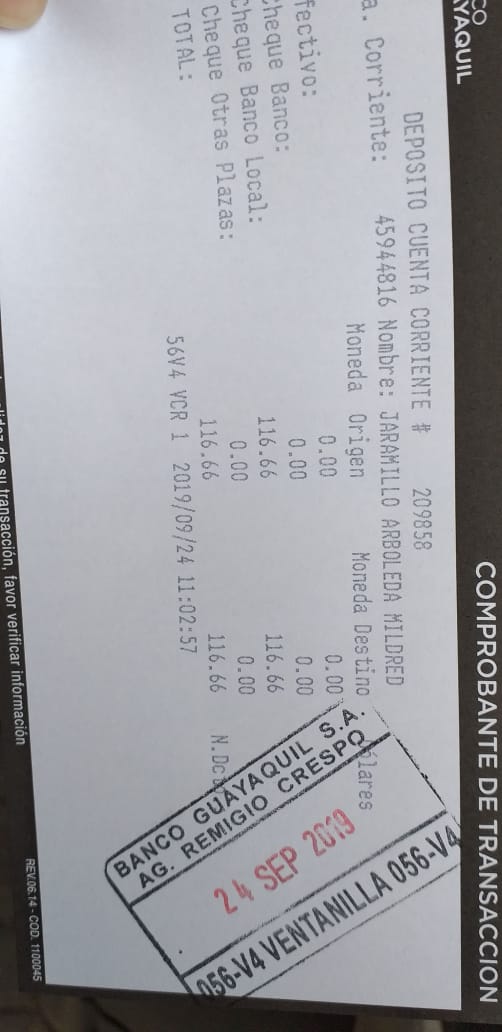 CO
YAQUIL
COMPROBANTE DE TRANSACCION
DEPOSITO CUENTA CORRIENTE # 209858
a. Corriente: 45944816 Nombre: JARAMILLO ARBOLEDA MILDRED
Moneda Origen Moneda Destino Dólares
fectivo: 0.00 0.00
Cheque Banco: 0.00 0.00
Cheque Banco Local: 116.66 116.66
Cheque Otras Plazas: 0.00 0.00
TOTAL: 116.66 116.66 N.Dct
56V4 VCR 1 2019/09/24 11:02:57
BANCO GUAYAQUIL S.A.
AG. REMIGIO CRESPO
24 SEP 2019
056-V4 VENTANILLA 056-V4
de su transacción, favor verificar información
REV.06.14 - COD. 1100045